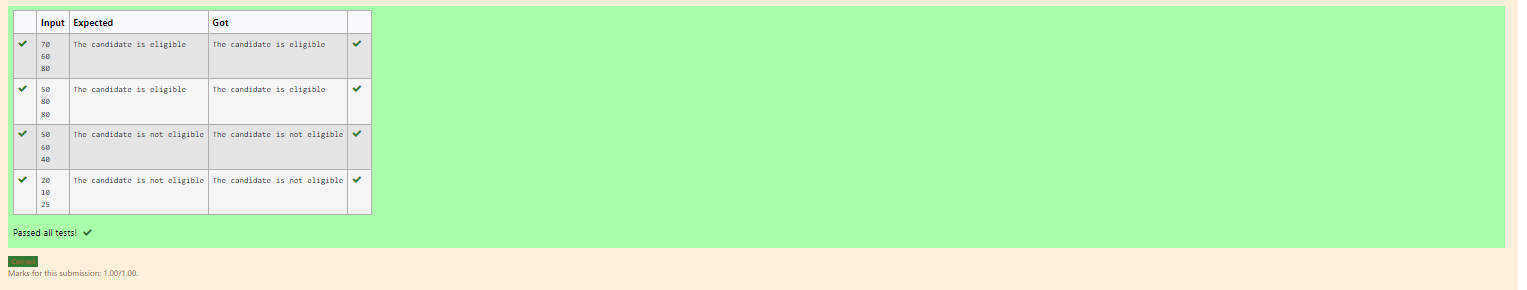 Input Expected Got
70 The candidate is eligible The candidate is eligible
60
80
50 The candidate is eligible The candidate is eligible
80
80
50 The candidate is not eligible The candidate is not eligible
60
40
20 The candidate is not eligible The candidate is not eligible
10
25
Passed all tests!
Marks for this submission: 1.00/1.00.